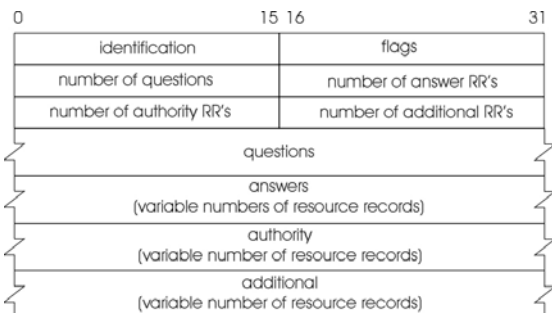 0 15 16 31
identification flags
number of questions number of answer RR's
number of authority RR's number of additional RR's
questions
answers
(variable numbers of resource records)
authority
(variable number of resource records)
additional
(variable number of resource records)